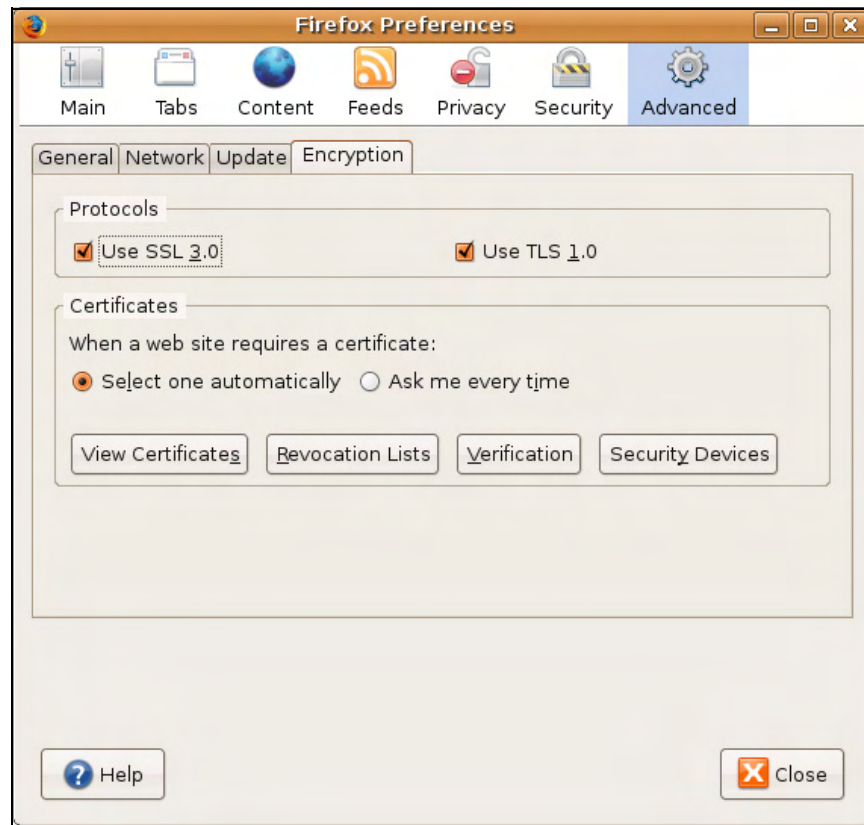 Firefox Preferences
Main Tabs Content Feeds Privacy Security Advanced
General Network Update Encryption
Protocols
Use SSL 3.0 Use TLS 1.0
Certificates
When a web site requires a certificate:
Select one automatically Ask me every time
View Certificates Revocation Lists Verification Security Devices
Help Close